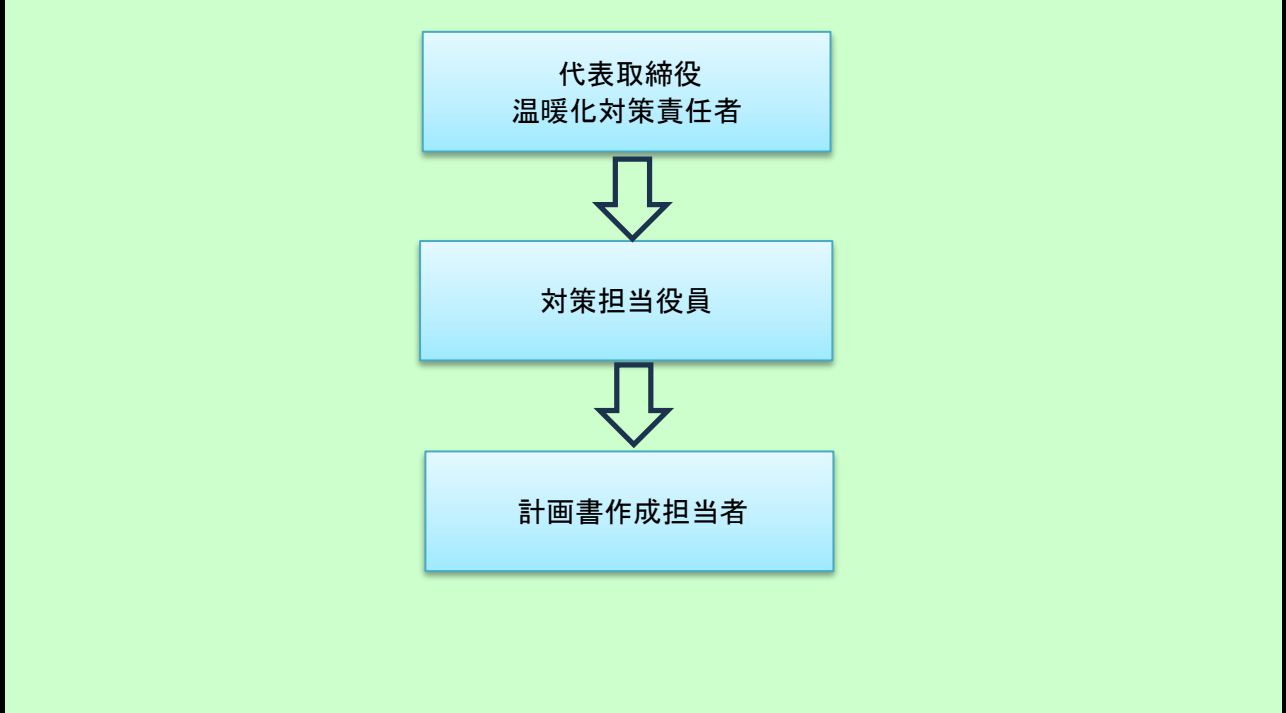 代表取締役
温暖化対策責任者
対策担当役員
計画書作成担当者